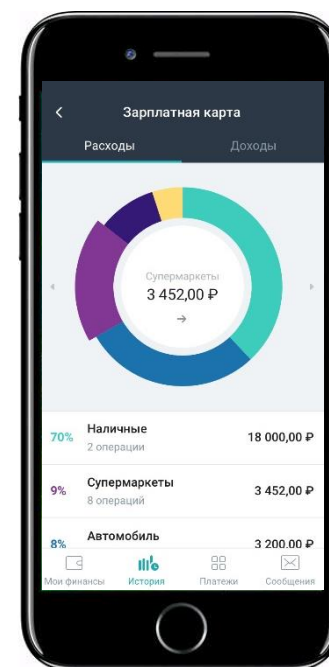 Зарплатная карта
Расходы
Доходы
Супермаркеты
3 452,00 ₽
70%
Наличные
18 000,00 ₽
2 операции
9%
Супермаркеты
3 452,00 ₽
8 операций
8%
Автомобиль
3 200,00 ₽
Мои финансы
История
Платежи
Сообщения